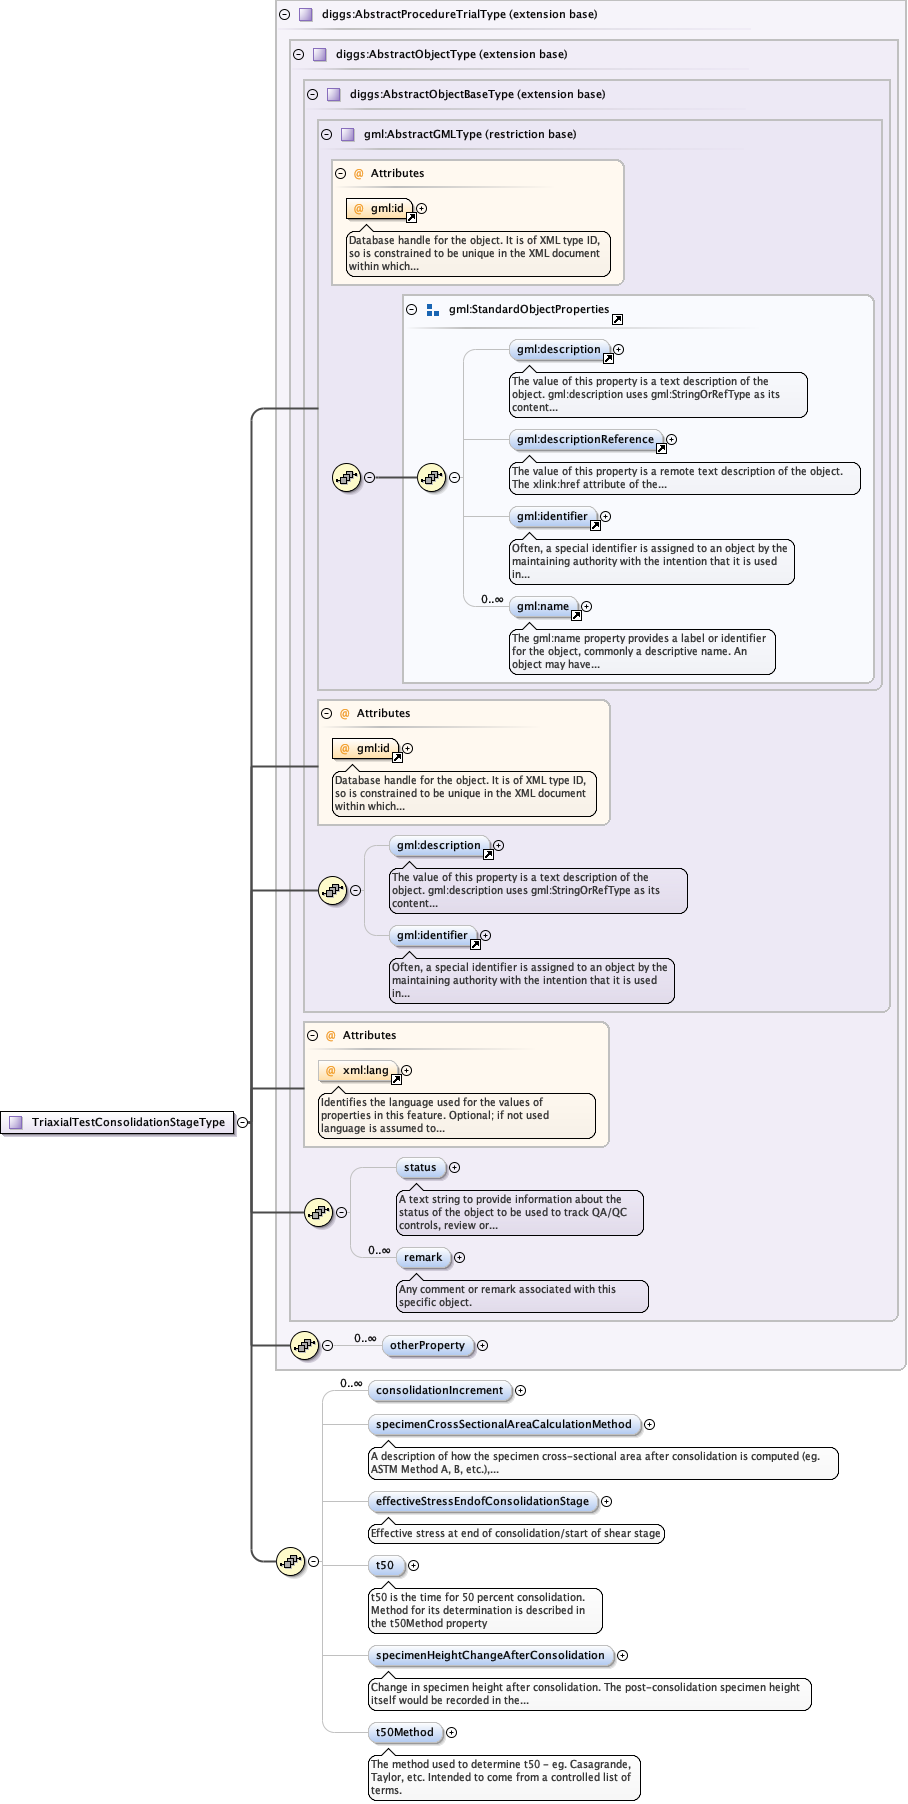 diggs:AbstractProcedureTrialType (extension base)
diggs:AbstractObjectType (extension base)
diggs:AbstractObjectBaseType (extension base)
gml:AbstractGMLType (restriction base)
@ Attributes
@ gml:id
Database handle for the object. It is of XML type ID,
so is constrained to be unique in the XML document
within which...
gml:StandardObjectProperties
gml:description
The value of this property is a text description of the
object. gml:description uses gml:StringOrRefType as its
content...
gml:descriptionReference
The value of this property is a remote text description of the object.
The xlink:href attribute of the...
gml:identifier
Often, a special identifier is assigned to an object by the
maintaining authority with the intention that it is used
in...
0..∞
gml:name
The gml:name property provides a label or identifier
for the object, commonly a descriptive name. An
object may have...
@ Attributes
@ gml:id
Database handle for the object. It is of XML type ID,
so is constrained to be unique in the XML document
within which...
gml:description
The value of this property is a text description of the
object. gml:description uses gml:StringOrRefType as its
content...
gml:identifier
Often, a special identifier is assigned to an object by the
maintaining authority with the intention that it is used
in...
@ Attributes
@ xml:lang
Identifies the language used for the values of
properties in this feature. Optional; if not used
language is assumed to...
TriaxialTestConsolidationStageType
status
A text string to provide information about the
status of the object to be used to track QA/QC
controls, review or...
0..∞
remark
Any comment or remark associated with this
specific object.
0..∞
otherProperty
0..∞
consolidationIncrement
specimenCrossSectionalAreaCalculationMethod
A description of how the specimen cross-sectional area after consolidation is computed (eg.
ASTM Method A, B, etc.),...
effectiveStressEndofConsolidationStage
Effective stress at end of consolidation/start of shear stage
t50
t50 is the time for 50 percent consolidation.
Method for its determination is described in
the t50Method property
specimenHeightChangeAfterConsolidation
Change in specimen height after consolidation. The post-consolidation specimen height
itself would be recorded in the...
t50Method
The method used to determine t50 - eg. Casagrande,
Taylor, etc. Intended to come from a controlled list of
terms.